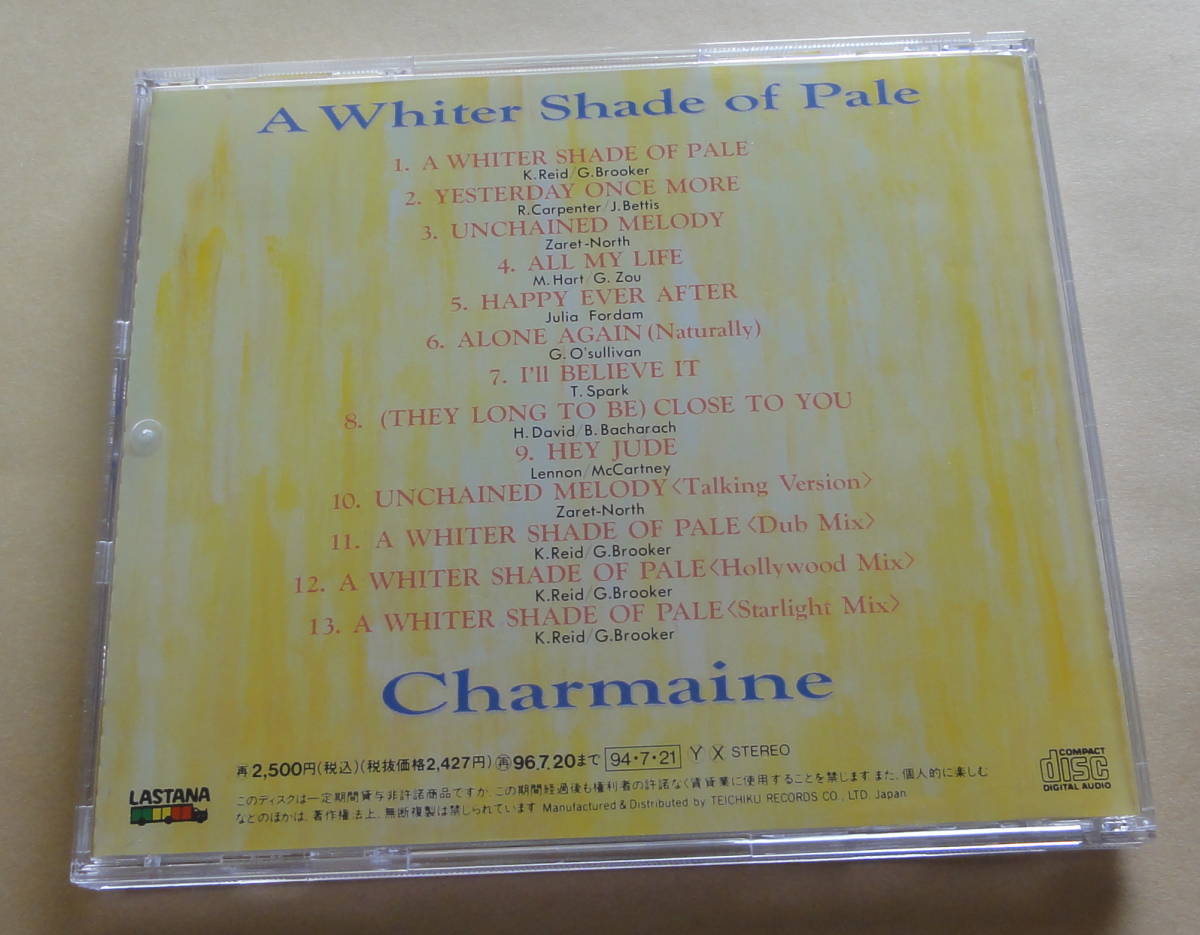 A Whiter Shade of Pale
1. A WHITER SHADE OF PALE
K.Reid/G.Brooker
2. YESTERDAY ONCE MORE
R.Carpenter/J.Bettis
3. UNCHAINED MELODY
Zaret-North
4. ALL MY LIFE
M.Hart/G.Zou
5. HAPPY EVER AFTER
Julia Fordam
6. ALONE AGAIN (Naturally)
G.O'sullivan
7. I'll BELIEVE IT
T.Spark
8. (THEY LONG TO BE) CLOSE TO YOU
H.David/B.Bacharach
9. HEY JUDE
Lennon/McCartney
10. UNCHAINED MELODY〈Talking Version〉
Zaret-North
11. A WHITER SHADE OF PALE〈Dub Mix〉
K.Reid/G.Brooker
12. A WHITER SHADE OF PALE〈Hollywood Mix〉
K.Reid/G.Brooker
13. A WHITER SHADE OF PALE〈Starlight Mix〉
K.Reid/G.Brooker
Charmaine
再2,500円(税込)(税抜価格2,427円)再96.7.20まで 94・7・21 Y X STEREO
LASTANA
このディスクは一定期間貸与非許諾商品ですが、この期間経過後も権利者の許諾なく賃貸業に使用することを禁じます。また、個人的に楽しむ
などのほかは、著作権法上、無断複製は禁じられています Manufactured & Distributed by TEICHIKU RECORDS CO., LTD. Japan
COMPACT
disc
DIGITAL AUDIO